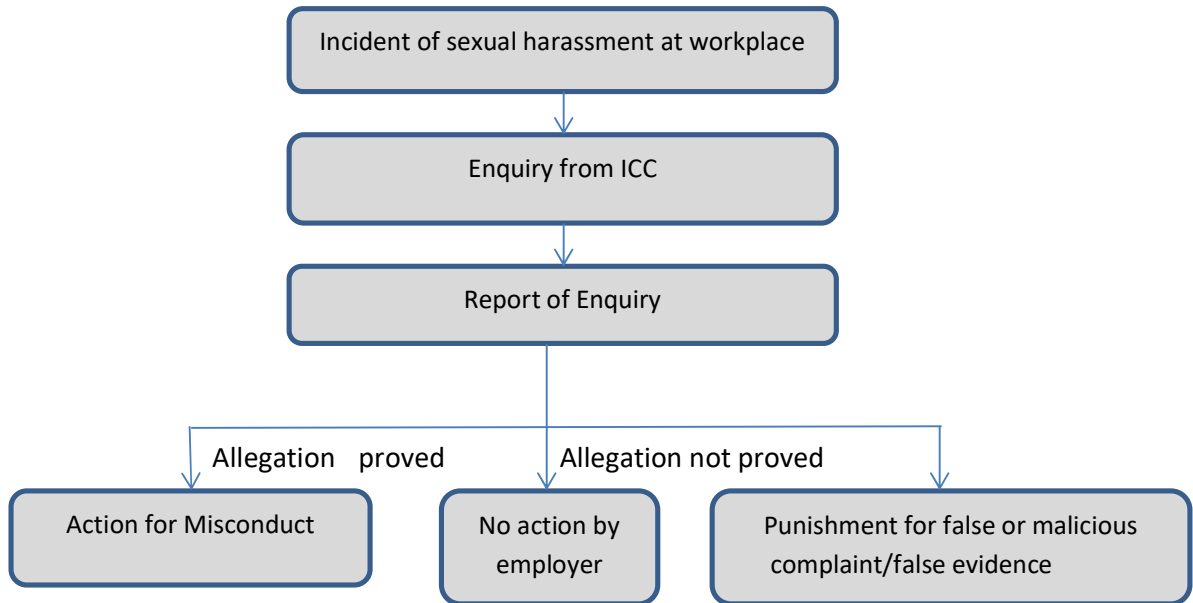 Incident of sexual harassment at workplace
Enquiry from ICC
Report of Enquiry
Allegation proved
Allegation not proved
Action for Misconduct
No action by
employer
Punishment for false or malicious
complaint/false evidence